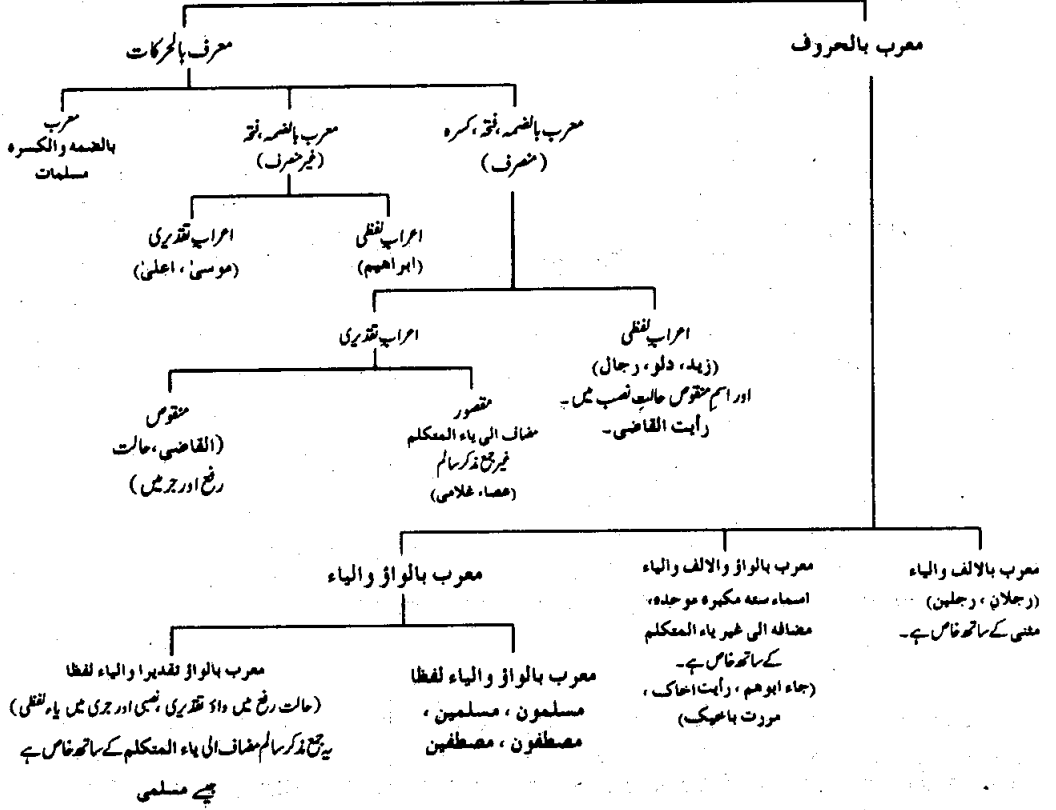 معرب بالحروف
معرف بالحرکات
معرب بالضمہ، فتحہ، کسرہ
(منصرف)
معرب بالضمہ، فتحہ
(غیر منصرف)
معرب
بالضمہ والکسرہ
مسلمات
اعراب لفظی
(ابراھیم)
اعراب تقدیری
(موسیٰ، اعلیٰ)
اعراب لفظی
(زید، دلو، رجال)
اور اسم منقوص حالتِ نصب میں۔
رأیت القاضی۔
اعراب تقدیری
مقصور
مضاف الی یاء المتکلم
غیر جمع مذکر سالم
(عصا، غلامی)
منقوص
(القاضی، حالت
رفع اور جر میں)
معرب بالالف والیاء
(رجلان، رجلین)
مثنی کے ساتھ خاص ہے۔
معرب بالواؤ والالف والیاء
اسماء ستہ مکبرہ موحدہ،
مضافہ الی غیر یاء المتکلم
کے ساتھ خاص ہے۔
(جاء ابوھم، رأیت اخاک،
مررت باخیک)
معرب بالواؤ والیاء
معرب بالواؤ والیاء لفظا
مسلمون، مسلمین،
مصطفون، مصطفین
معرب بالواؤ تقدیرا والیاء لفظا
(حالت رفع میں واؤ تقدیری، نصبی اور جری میں یاء لفظی)
یہ جمع مذکر سالم مضاف الی یاء المتکلم کے ساتھ خاص ہے
جیسے مسلمی